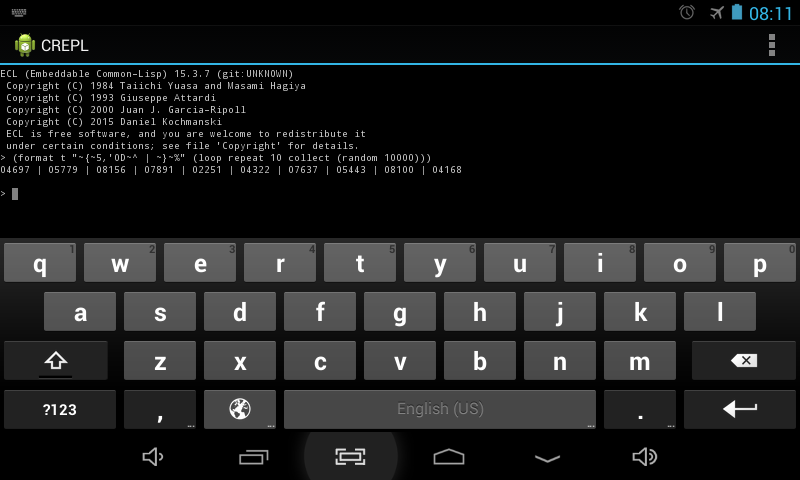 08:11
CREPL
ECL (Embeddable Common-Lisp) 15.3.7 (git:UNKNOWN)
Copyright (C) 1984 Taiichi Yuasa and Masami Hagiya
Copyright (C) 1993 Giuseppe Attardi
Copyright (C) 2000 Juan J. Garcia-Ripoll
Copyright (C) 2015 Daniel Kochmanski
ECL is free software, and you are welcome to redistribute it
under certain conditions; see file 'Copyright' for details.
> (format t "~{~5,'0D~^ | ~}~%" (loop repeat 10 collect (random 10000)))
04697 | 05779 | 08156 | 07891 | 02251 | 04322 | 07637 | 05443 | 08100 | 04168
>
1 2 3 4 5 6 7 8 9 0
q w e r t y u i o p
a s d f g h j k l
z x c v b n m
?123 , ... ... English (US) ... . ...